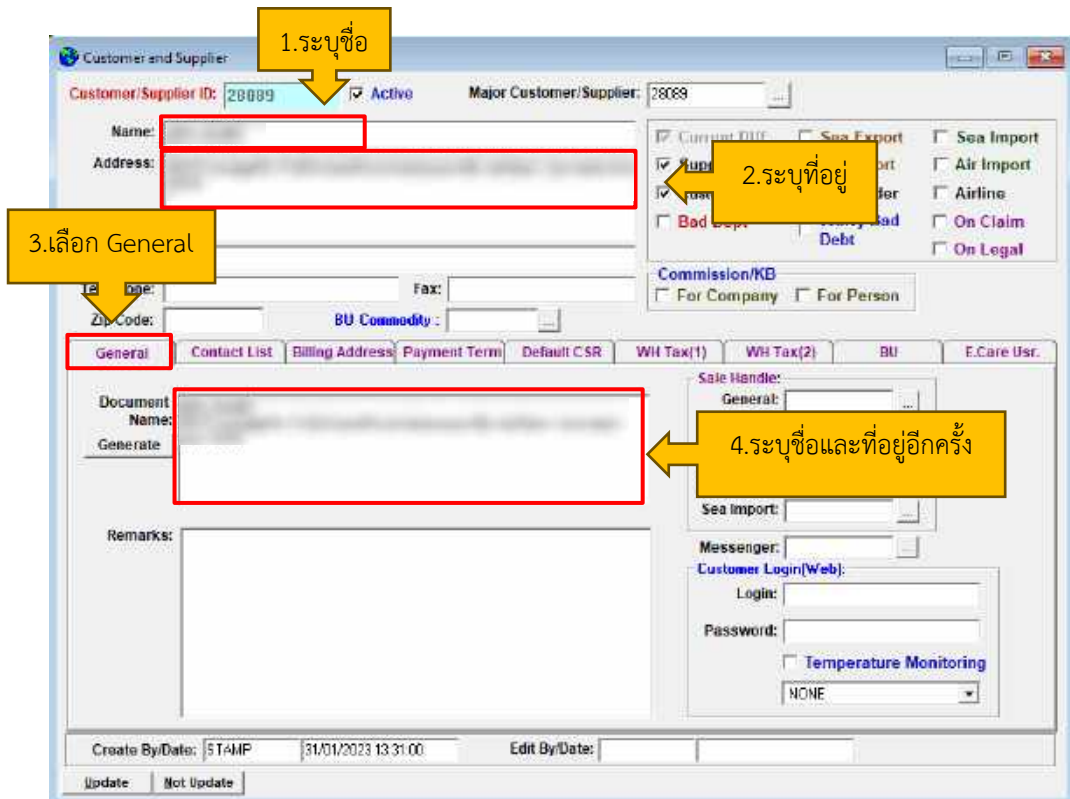 1.ระบุชื่อ
Customer and Supplier
Customer/Supplier ID: 28089 Active Major Customer/Supplier: 28089 ...
Name:
Sea Export Sea Import
Address:
Air Import
2.ระบุที่อยู่
Airline
Bad Debt On Claim
3.เลือก General
On Legal
Commission/KB
Fax:
For Company For Person
Zip Code: BU Commodity : ...
General Contact List Billing Address Payment Term Default CSR WH Tax(1) WH Tax(2) BU E.Care Usr.
Sale Handle:
General: ...
Document
Name:
Generate
4.ระบุชื่อและที่อยู่อีกครั้ง
Sea Import: ...
Remarks:
Messenger: ...
Customer Login(Web):
Login:
Password:
Temperature Monitoring
NONE
Create By/Date: STAMP 31/01/2023 13:31:00 Edit By/Date:
Update Not Update